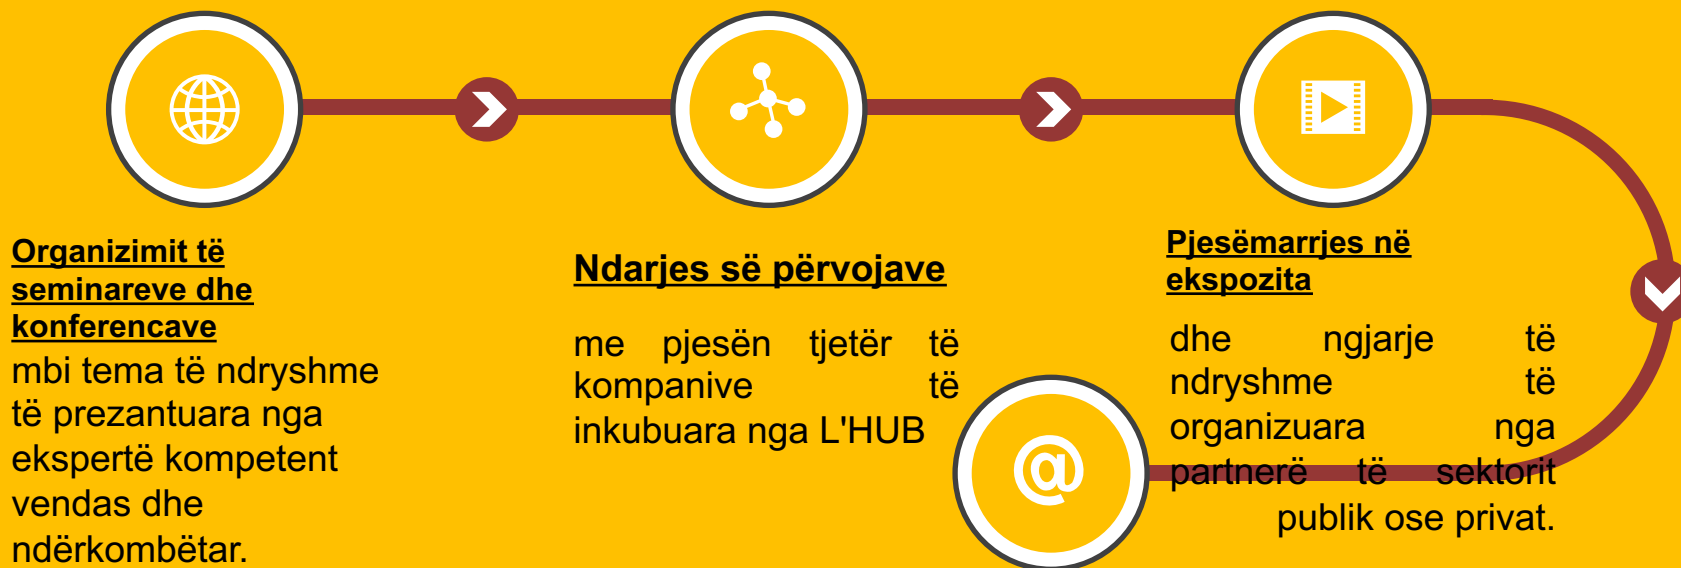 Organizimit të
seminareve dhe
konferencave
mbi tema të ndryshme
të prezantuara nga
ekspertë kompetent
vendas dhe
ndërkombëtar.
Ndarjes së përvojave
me pjesën tjetër të
kompanive të
inkubuara nga L'HUB
Pjesëmarrjes në
ekspozita
dhe ngjarje të
ndryshme të
organizuara nga
partnerë të sektorit
publik ose privat.
@